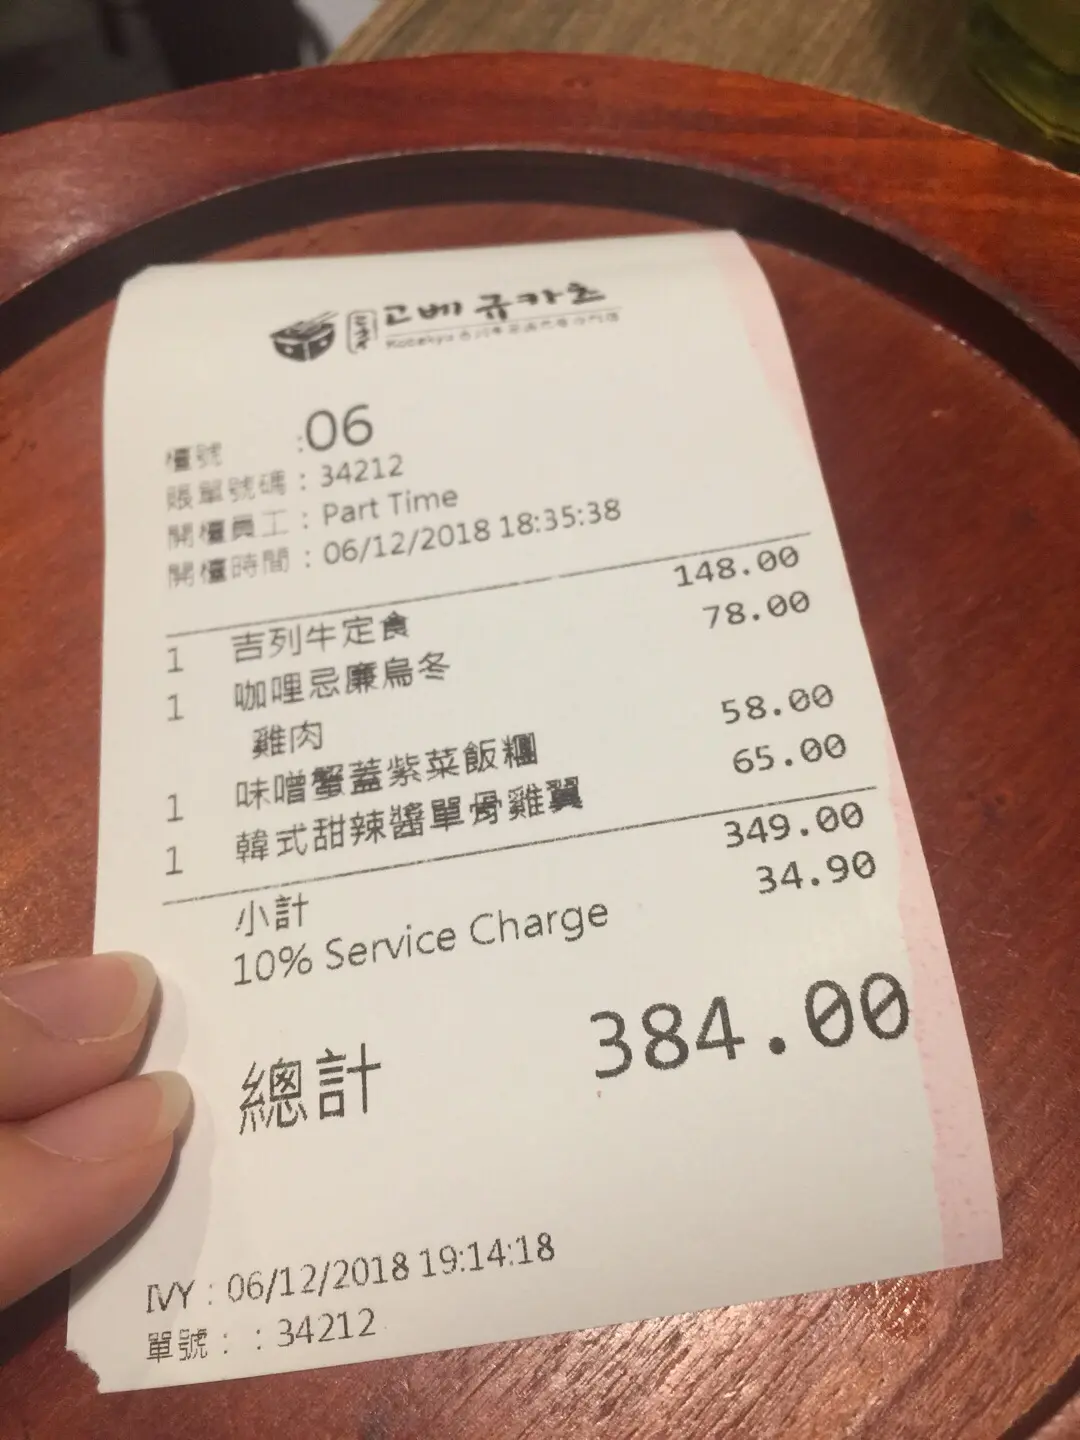 고베 규카츠
Kobekyu
檯號 :06
賬單號碼 : 34212
開檯員工 : Part Time
開檯時間 : 06/12/2018 18:35:38
1 吉列牛定食 148.00
1 咖哩忌廉烏冬 78.00
雞肉
1 味噌蟹蓋紫菜飯糰 58.00
1 韓式甜辣醬單骨雞翼 65.00
小計 349.00
10% Service Charge 34.90
總計 384.00
IVY : 06/12/2018 19:14:18
單號 : : 34212